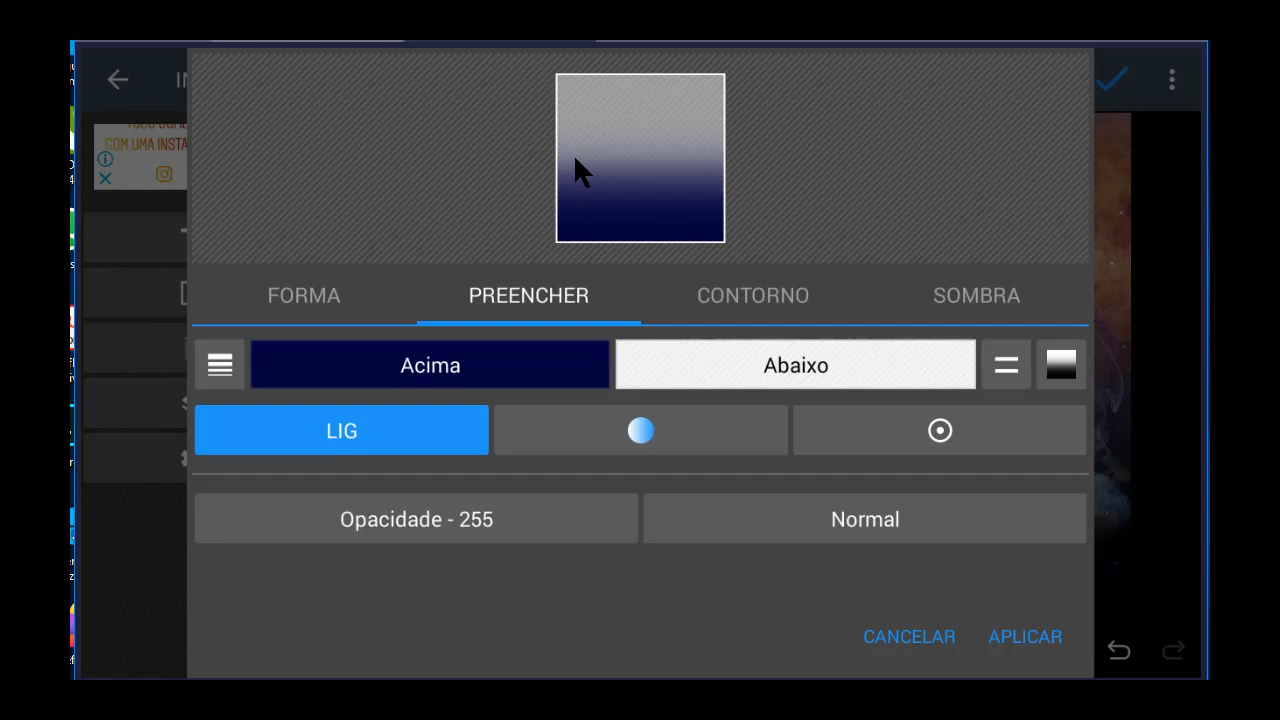 COM UMA INSTA
FORMA
PREENCHER
CONTORNO
SOMBRA
Acima
Abaixo
LIG
Opacidade - 255
Normal
CANCELAR
APLICAR